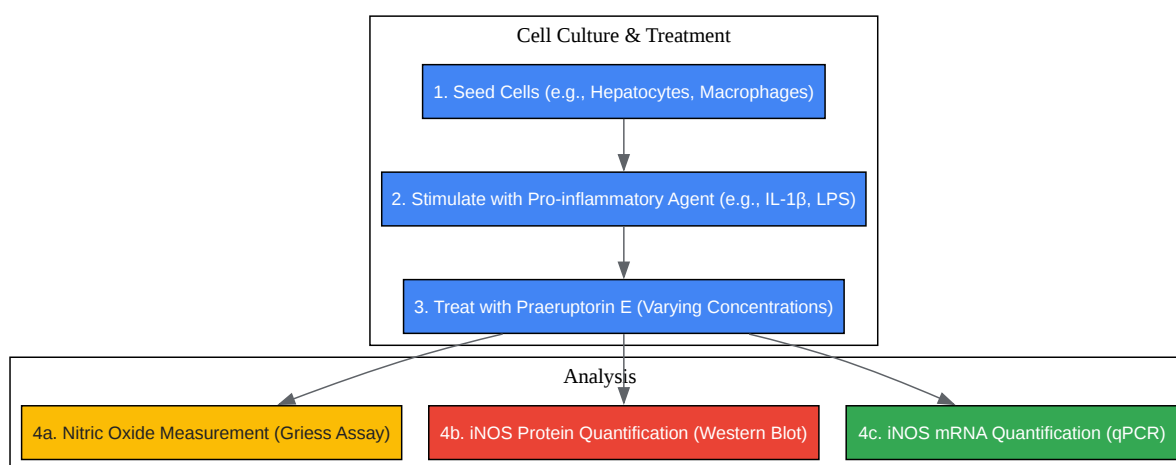 Cell Culture & Treatment
1. Seed Cells (e.g., Hepatocytes, Macrophages)
2. Stimulate with Pro-inflammatory Agent (e.g., IL-1β, LPS)
3. Treat with Praeruptorin E (Varying Concentrations)
Analysis
4a. Nitric Oxide Measurement (Griess Assay)
4b. iNOS Protein Quantification (Western Blot)
4c. iNOS mRNA Quantification (qPCR)